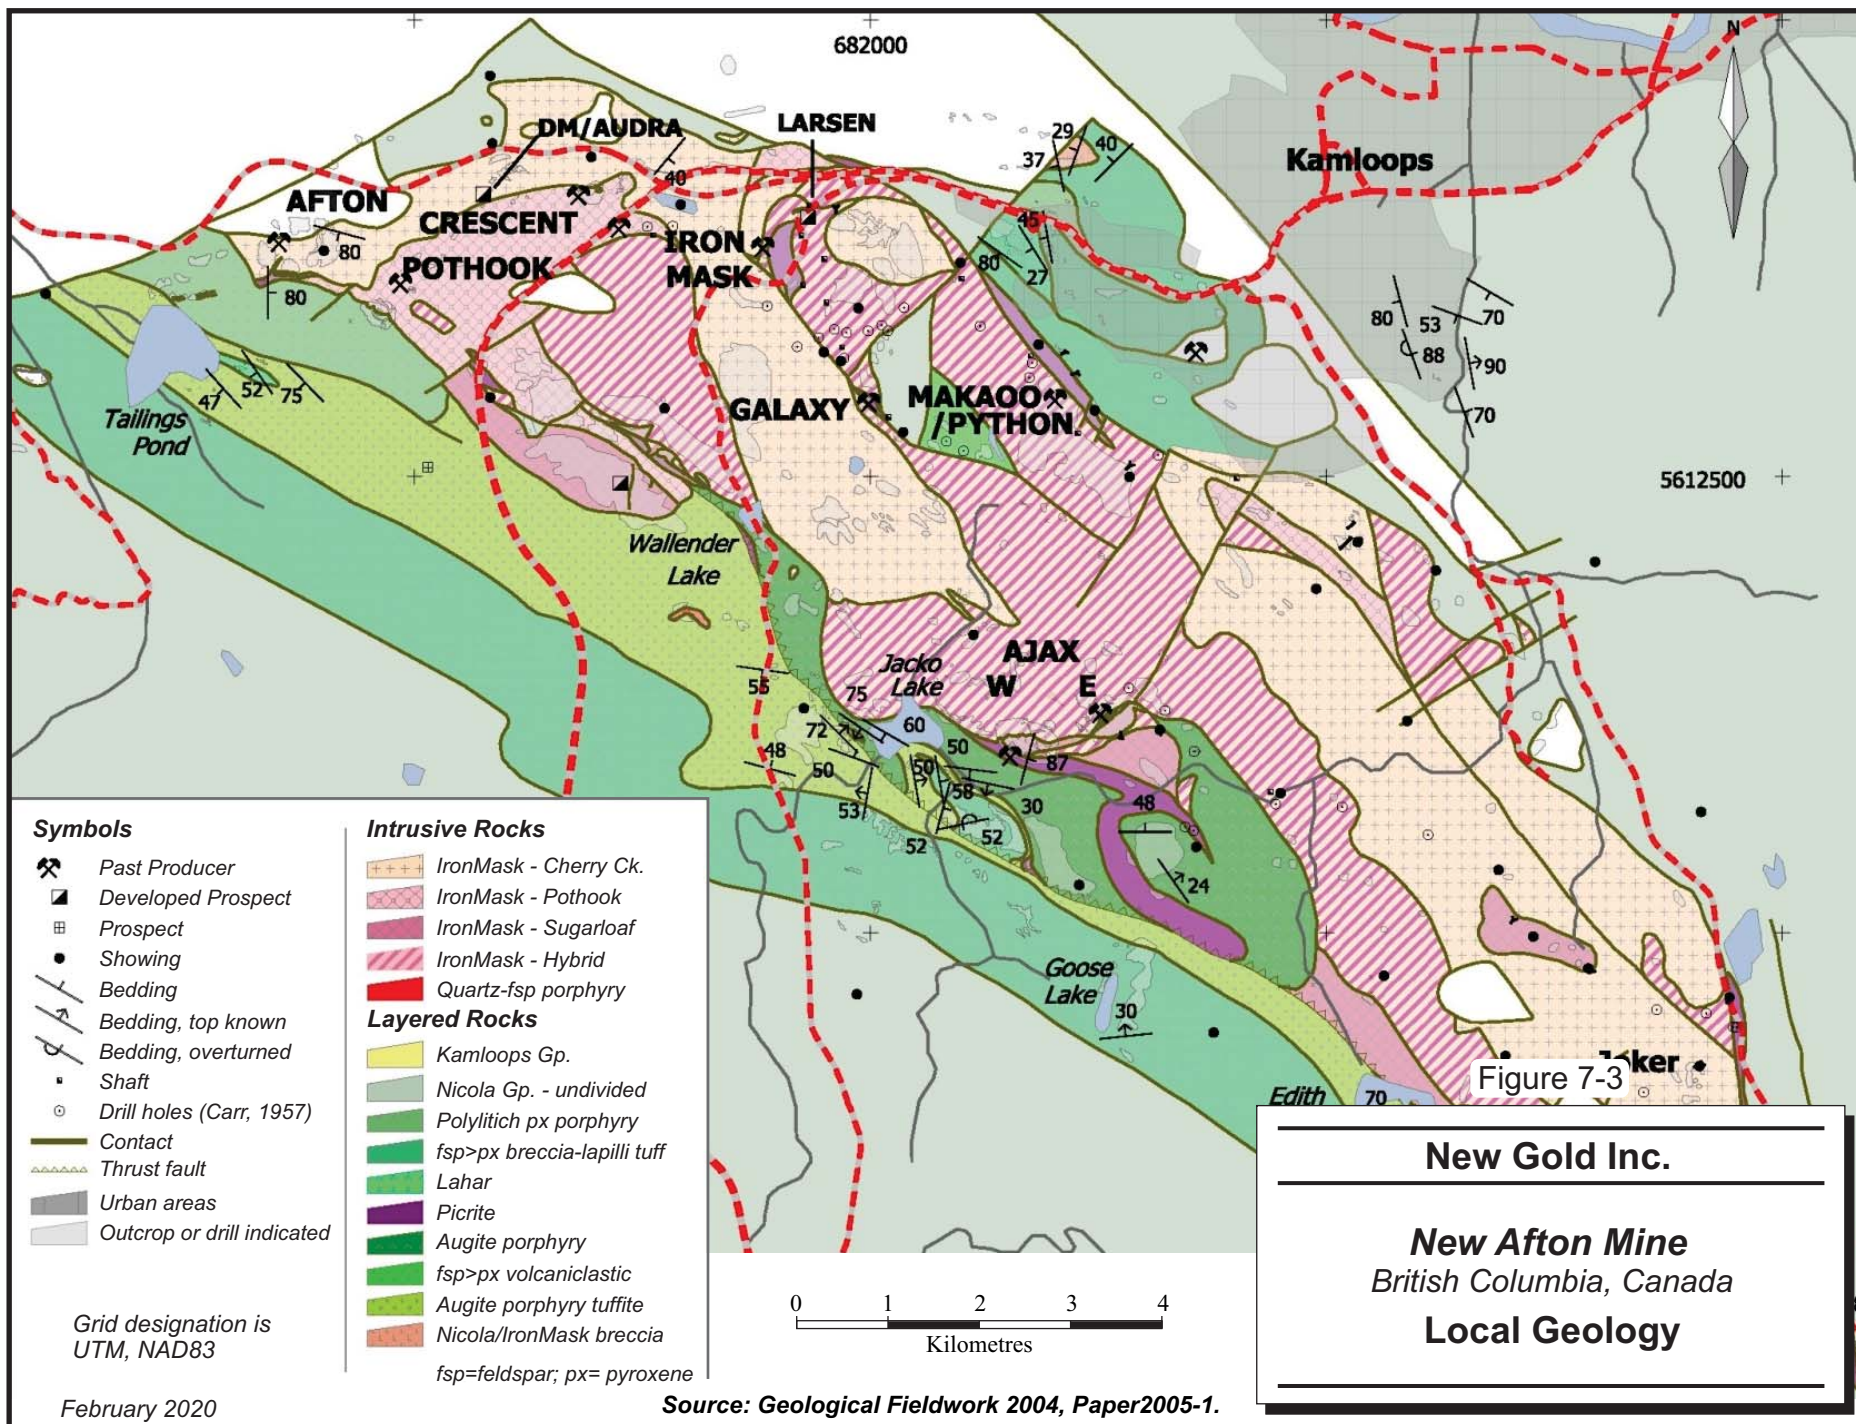 682000
N
DM/AUDRA
LARSEN
29
40
37
Kamloops
40
AFTON
CRESCENT
45
80
IRON
MASK
POTHOOK
80
27
80
80
53
70
88
90
47
52
75
GALAXY
MAKAOO
/PYTHON
70
Tailings
Pond
5612500
Wallender
Lake
AJAX
W E
Jacko
Lake
55
75
72
60
50
48
50
50
87
53
58
30
48
52
52
24
Goose
Lake
30
Edith
70
Figure 7-3
Symbols
Past Producer
Developed Prospect
Prospect
Showing
Bedding
Bedding, top known
Bedding, overturned
Shaft
Drill holes (Carr, 1957)
Contact
Thrust fault
Urban areas
Outcrop or drill indicated
Grid designation is
UTM, NAD83
February 2020
Intrusive Rocks
IronMask - Cherry Ck.
IronMask - Pothook
IronMask - Sugarloaf
IronMask - Hybrid
Quartz-fsp porphyry
Layered Rocks
Kamloops Gp.
Nicola Gp. - undivided
Polylitich px porphyry
fsp>px breccia-lapilli tuff
Lahar
Picrite
Augite porphyry
fsp>px volcaniclastic
Augite porphyry tuffite
Nicola/IronMask breccia
fsp=feldspar; px= pyroxene
0 1 2 3 4
Kilometres
Source: Geological Fieldwork 2004, Paper2005-1.
New Gold Inc.
New Afton Mine
British Columbia, Canada
Local Geology